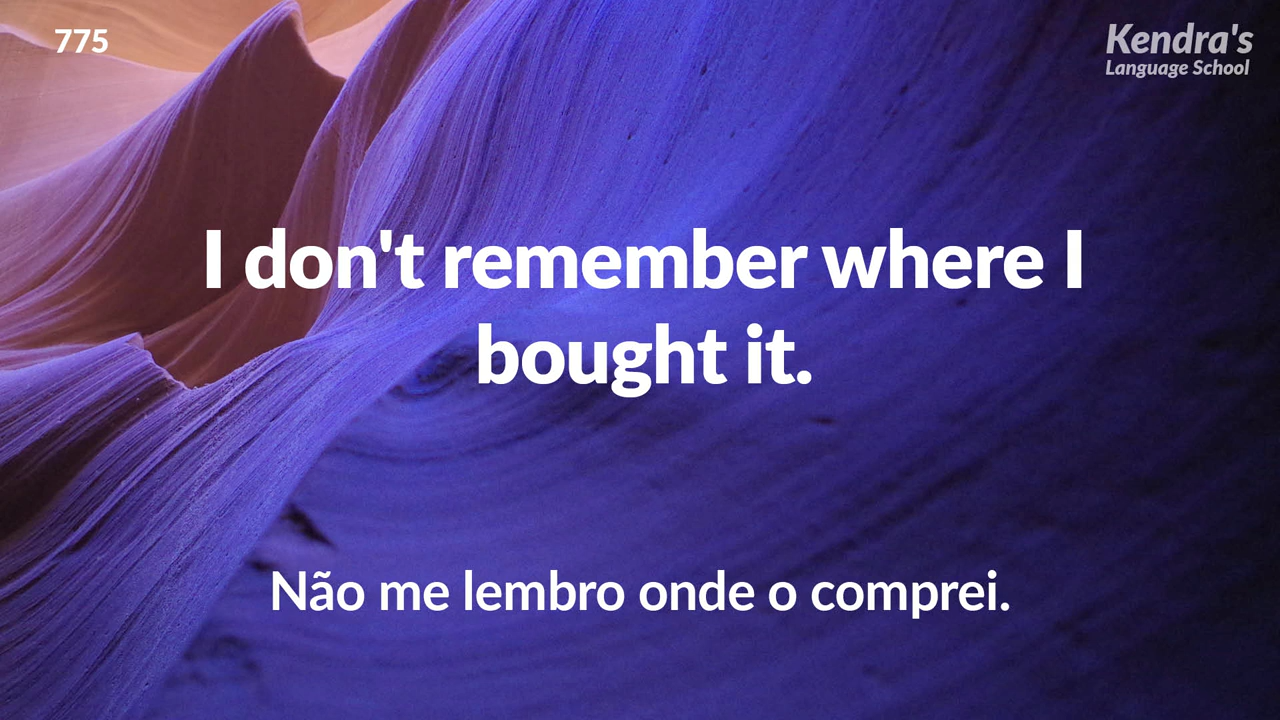 775
Kendra's
Language School
I don't remember where I
bought it.
Não me lembro onde o comprei.